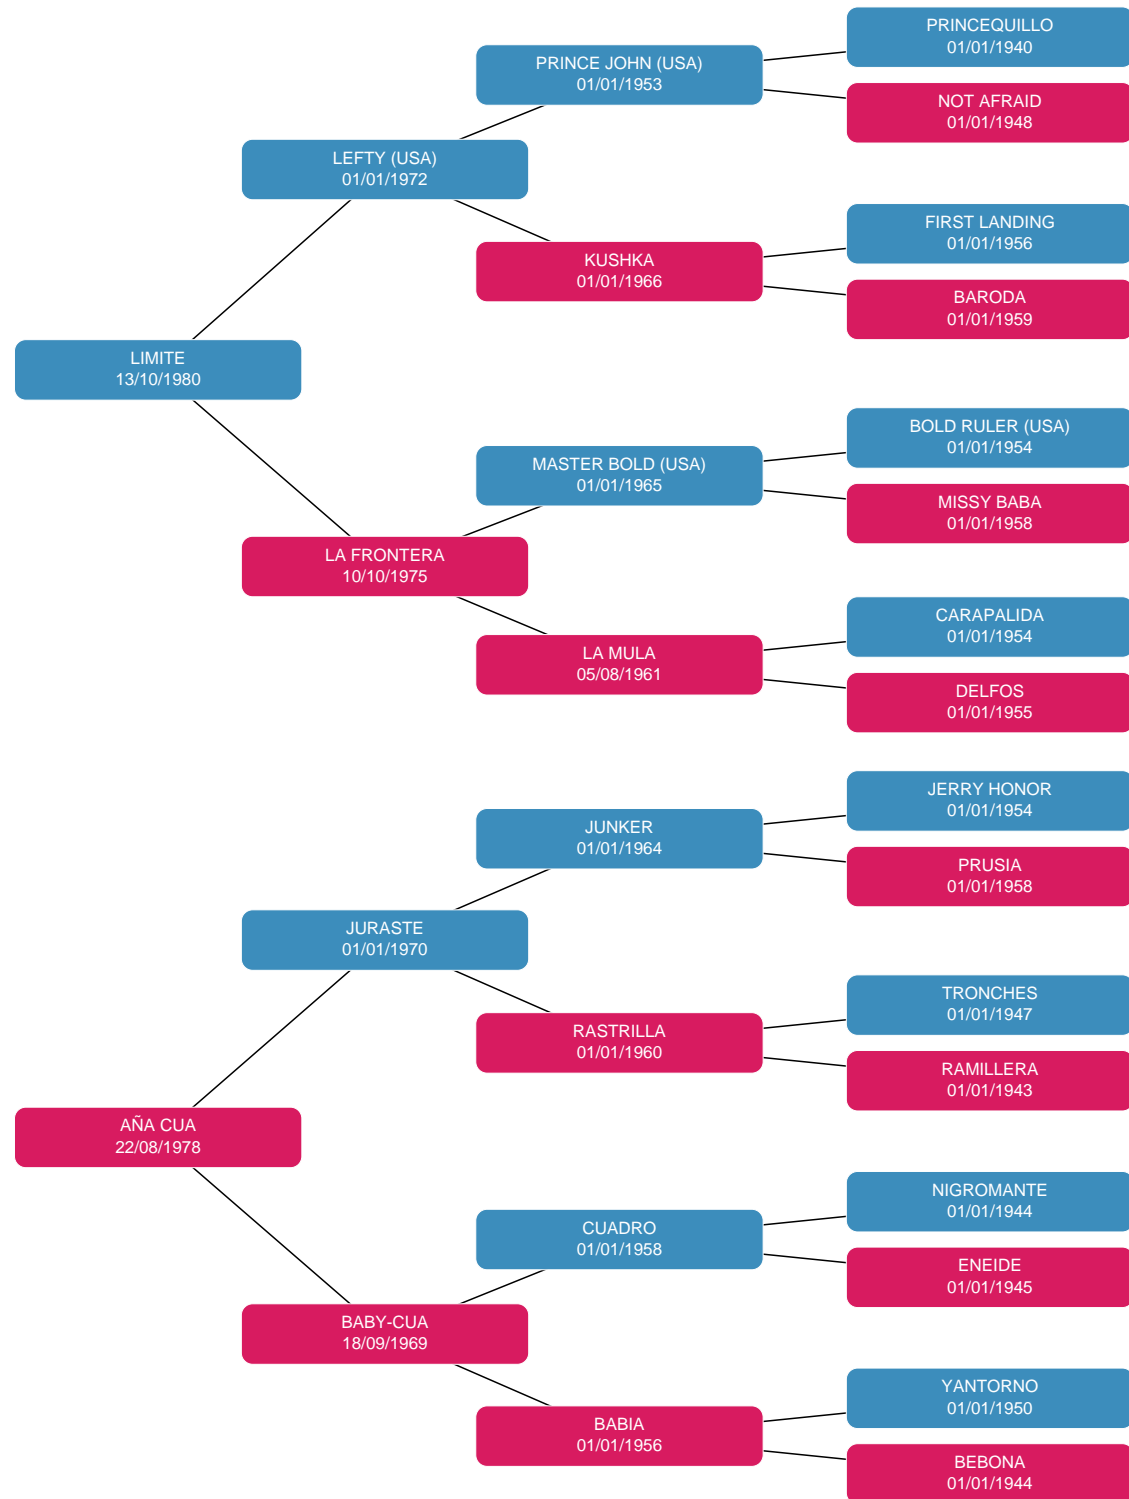 PRINCEQUILLO
01/01/1940
PRINCE JOHN (USA)
01/01/1953
NOT AFRAID
01/01/1948
LEFTY (USA)
01/01/1972
FIRST LANDING
01/01/1956
KUSHKA
01/01/1966
BARODA
01/01/1959
LIMITE
13/10/1980
BOLD RULER (USA)
01/01/1954
MASTER BOLD (USA)
01/01/1965
MISSY BABA
01/01/1958
LA FRONTERA
10/10/1975
CARAPALIDA
01/01/1954
LA MULA
05/08/1961
DELFOS
01/01/1955
JERRY HONOR
01/01/1954
JUNKER
01/01/1964
PRUSIA
01/01/1958
JURASTE
01/01/1970
TRONCHES
01/01/1947
RASTRILLA
01/01/1960
RAMILLERA
01/01/1943
AÑA CUA
22/08/1978
NIGROMANTE
01/01/1944
CUADRO
01/01/1958
ENEIDE
01/01/1945
BABY-CUA
18/09/1969
YANTORNO
01/01/1950
BABIA
01/01/1956
BEBONA
01/01/1944